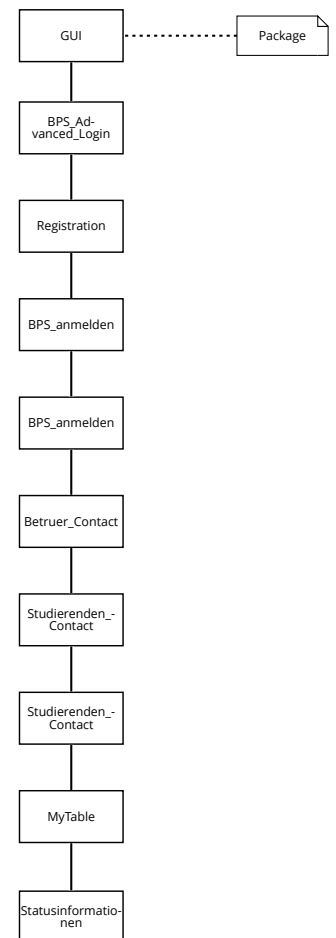 GUI
Package
BPS_Ad-
vanced_Login
Registration
BPS_anmelden
BPS_anmelden
Betruer_Contact
Studierenden_-
Contact
Studierenden_-
Contact
MyTable
Statusinformatio-
nen